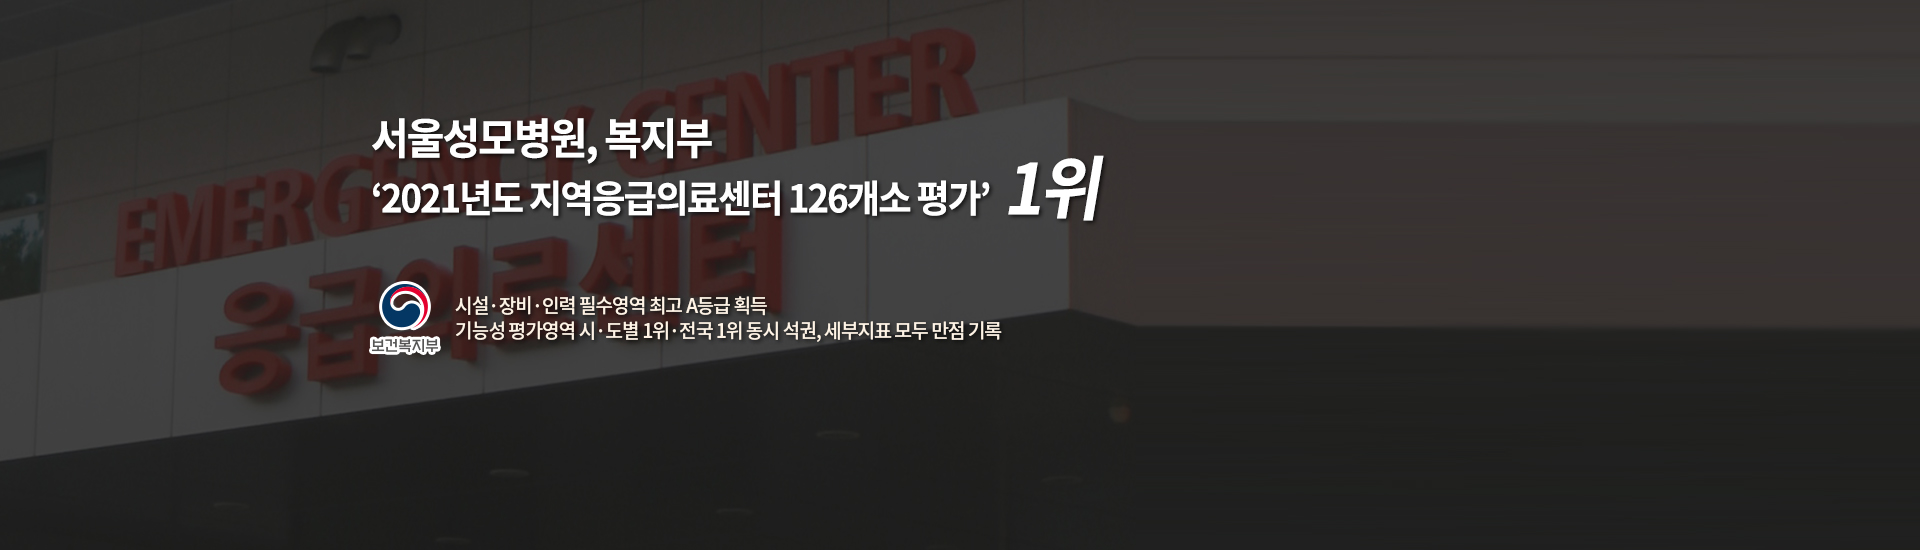 EMERGENCY CENTER
서울성모병원, 복지부
‘2021년도 지역응급의료센터 126개소 평가’ 1위
응급의료센터
보건복지부
시설·장비·인력 필수영역 최고 A등급 획득
기능성 평가영역 시·도별 1위·전국 1위 동시 석권, 세부지표 모두 만점 기록